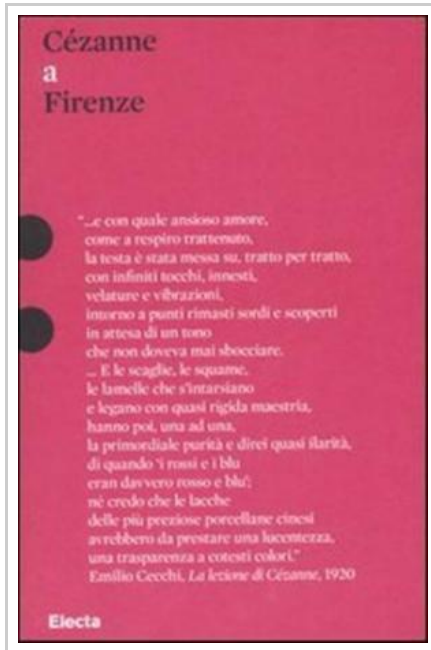 Cézanne
a
Firenze
"...e con quale ansioso amore,
come a respiro trattenuto,
la testa è stata messa su, tratto per tratto,
con infiniti tocchi, innesti,
velature e vibrazioni,
intorno a punti rimasti sordi e scoperti
in attesa di un tono
che non doveva mai sbocciare.
... E le scaglie, le squame,
le lamelle che s'intarsiano
e legano con quasi rigida maestria,
hanno poi, una ad una,
la primordiale purità e direi quasi ilarità,
di quando 'i rossi e i blu
eran davvero rosso e blu';
nè credo che le lacche
delle più preziose porcellane cinesi
avrebbero da prestare una lucentezza,
una trasparenza a cotesti colori."
Emilio Cecchi, La lezione di Cézanne, 1920
Electa